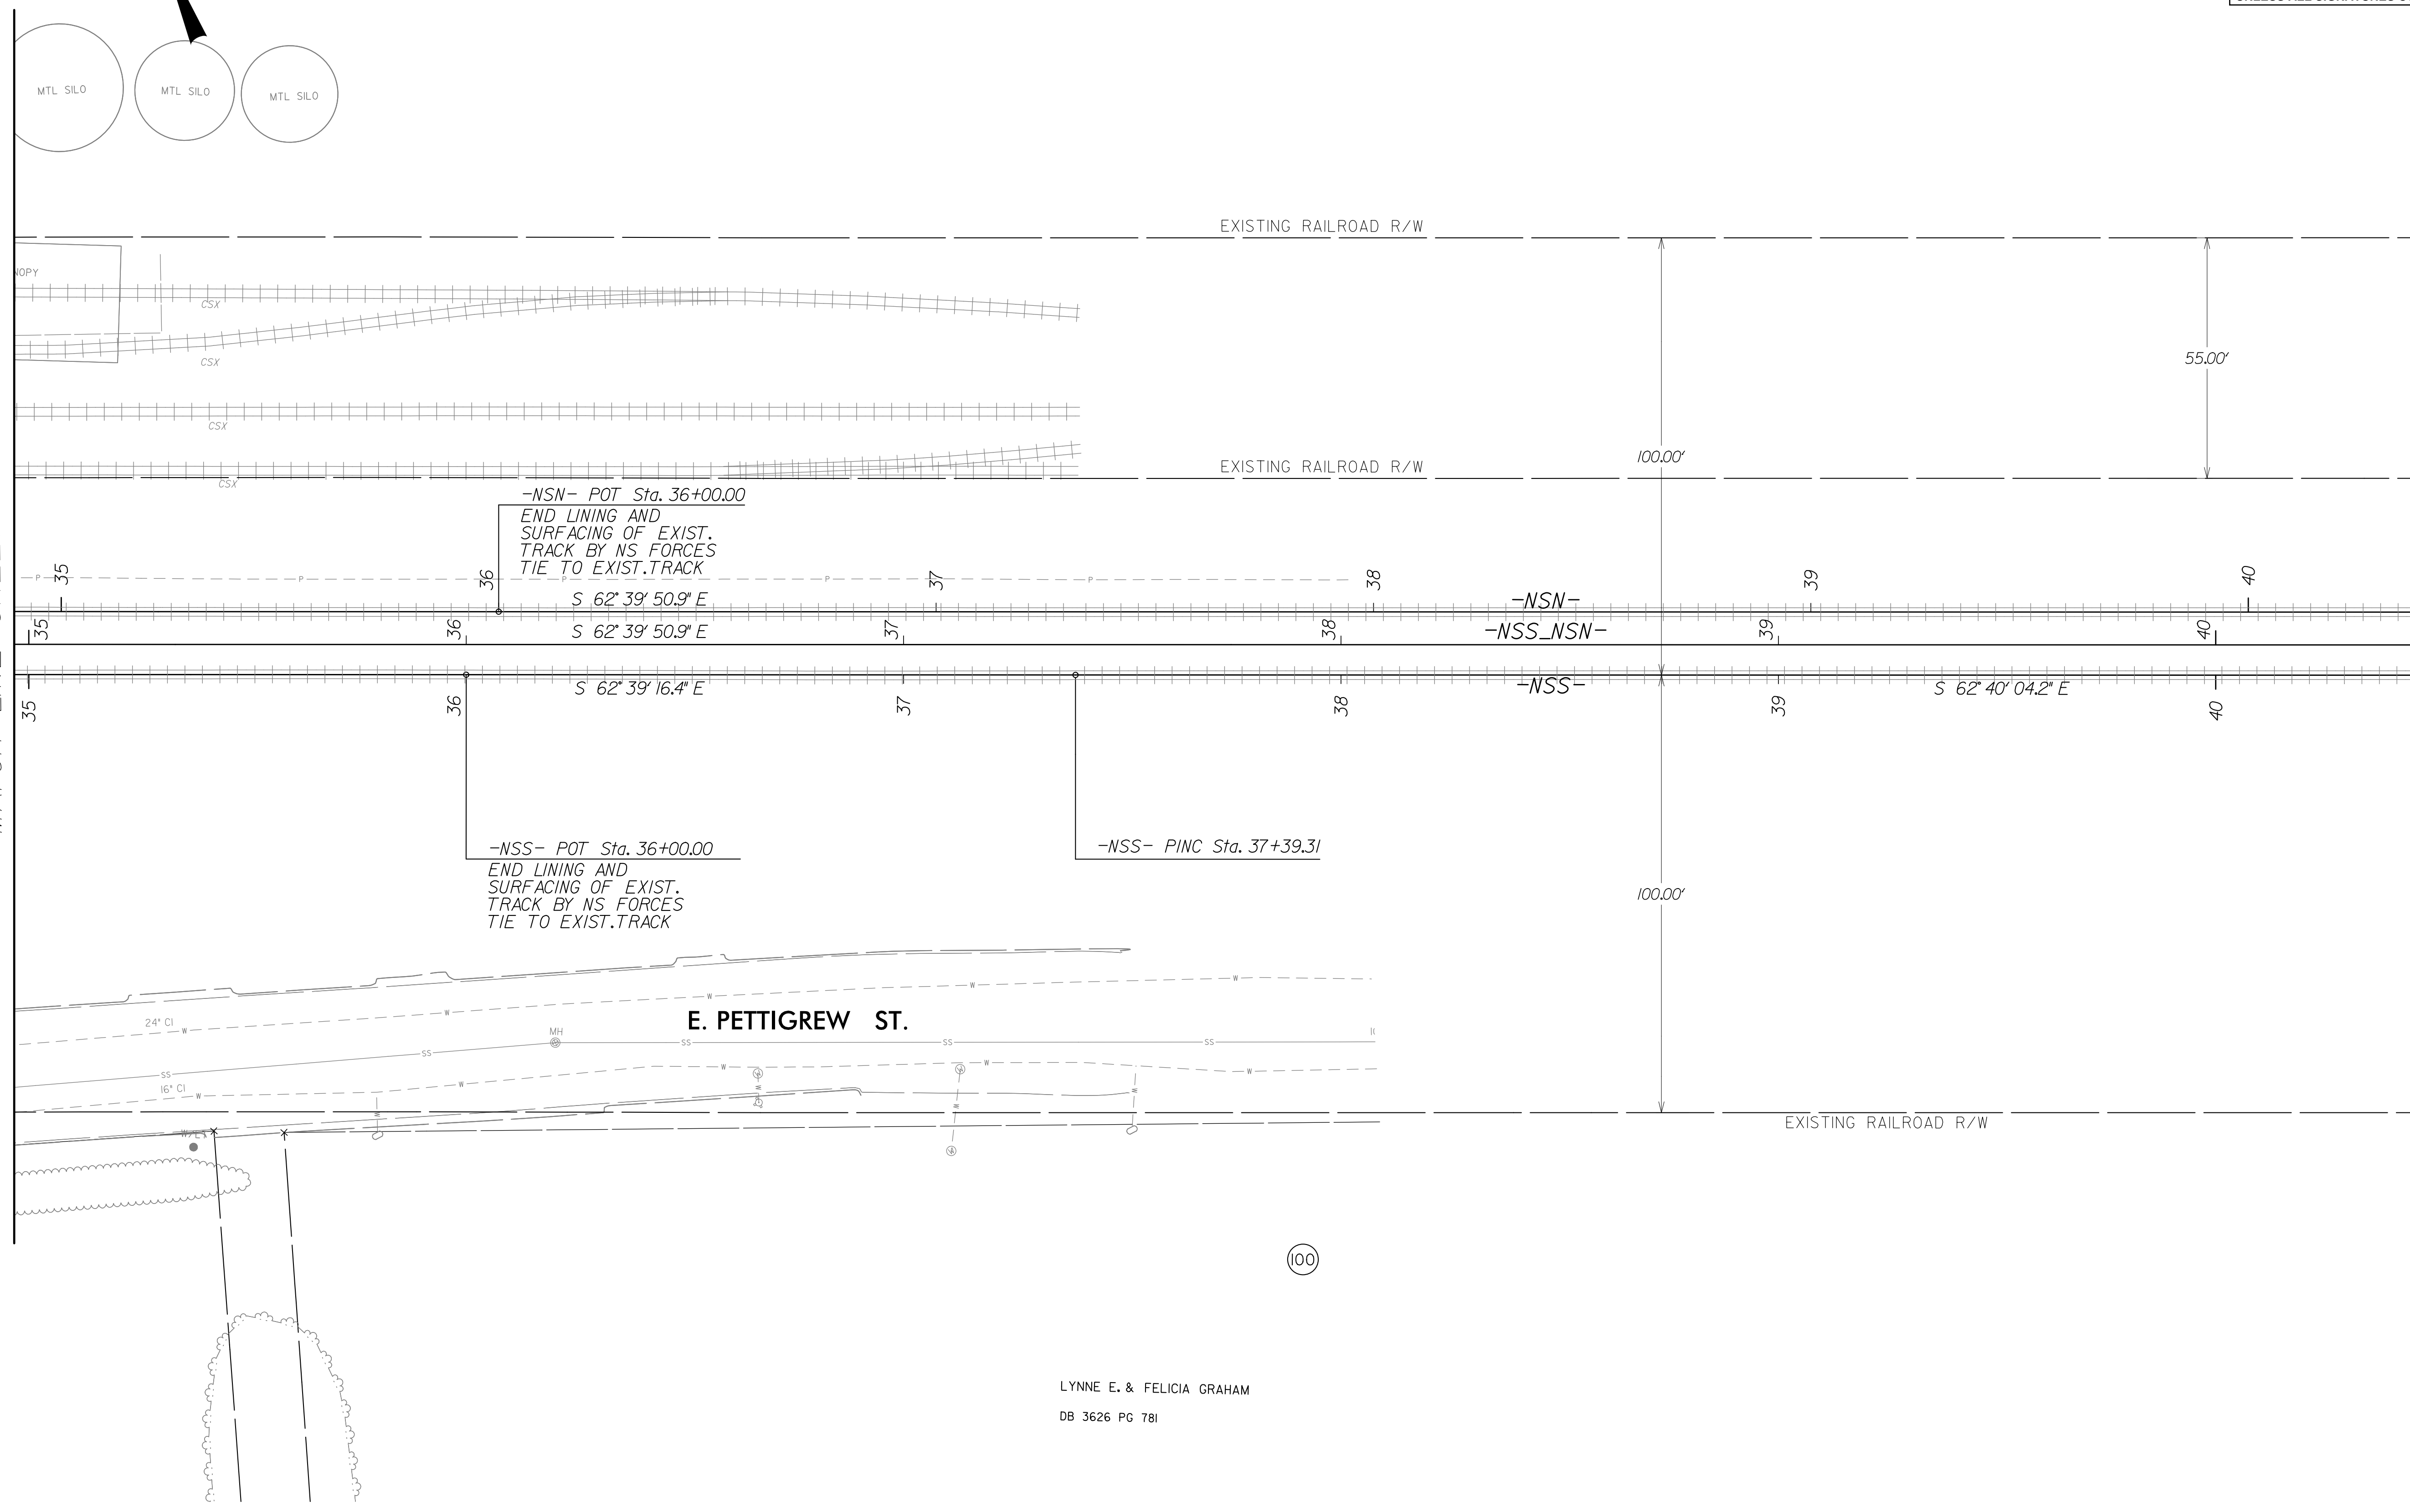 MTL SILO
MTL SILO
MTL SILO
EXISTING RAILROAD R/W
CSX
CSX
55.00'
CSX
100.00'
EXISTING RAILROAD R/W
CSX
-NSN- POT Sta. 36+00.00
END LINING AND
SURFACING OF EXIST.
TRACK BY NS FORCES
TIE TO EXIST.TRACK
P P P P P
35 36 37 38 39 40
S 62° 39' 50.9" E -NSN-
35 36 37 38 39 40
S 62° 39' 50.9" E -NSS_NSN-
S 62° 39' 16.4" E -NSS- S 62° 40' 04.2" E
35 36 37 38 39 40
-NSS- POT Sta. 36+00.00
END LINING AND
SURFACING OF EXIST.
TRACK BY NS FORCES
TIE TO EXIST.TRACK
-NSS- PINC Sta. 37+39.31
100.00'
W W W W W
24" CI
E. PETTIGREW ST.
MH
SS SS SS SS SS
16" CI
W W W W W
W W W W
EXISTING RAILROAD R/W
100
LYNNE E. & FELICIA GRAHAM
DB 3626 PG 781